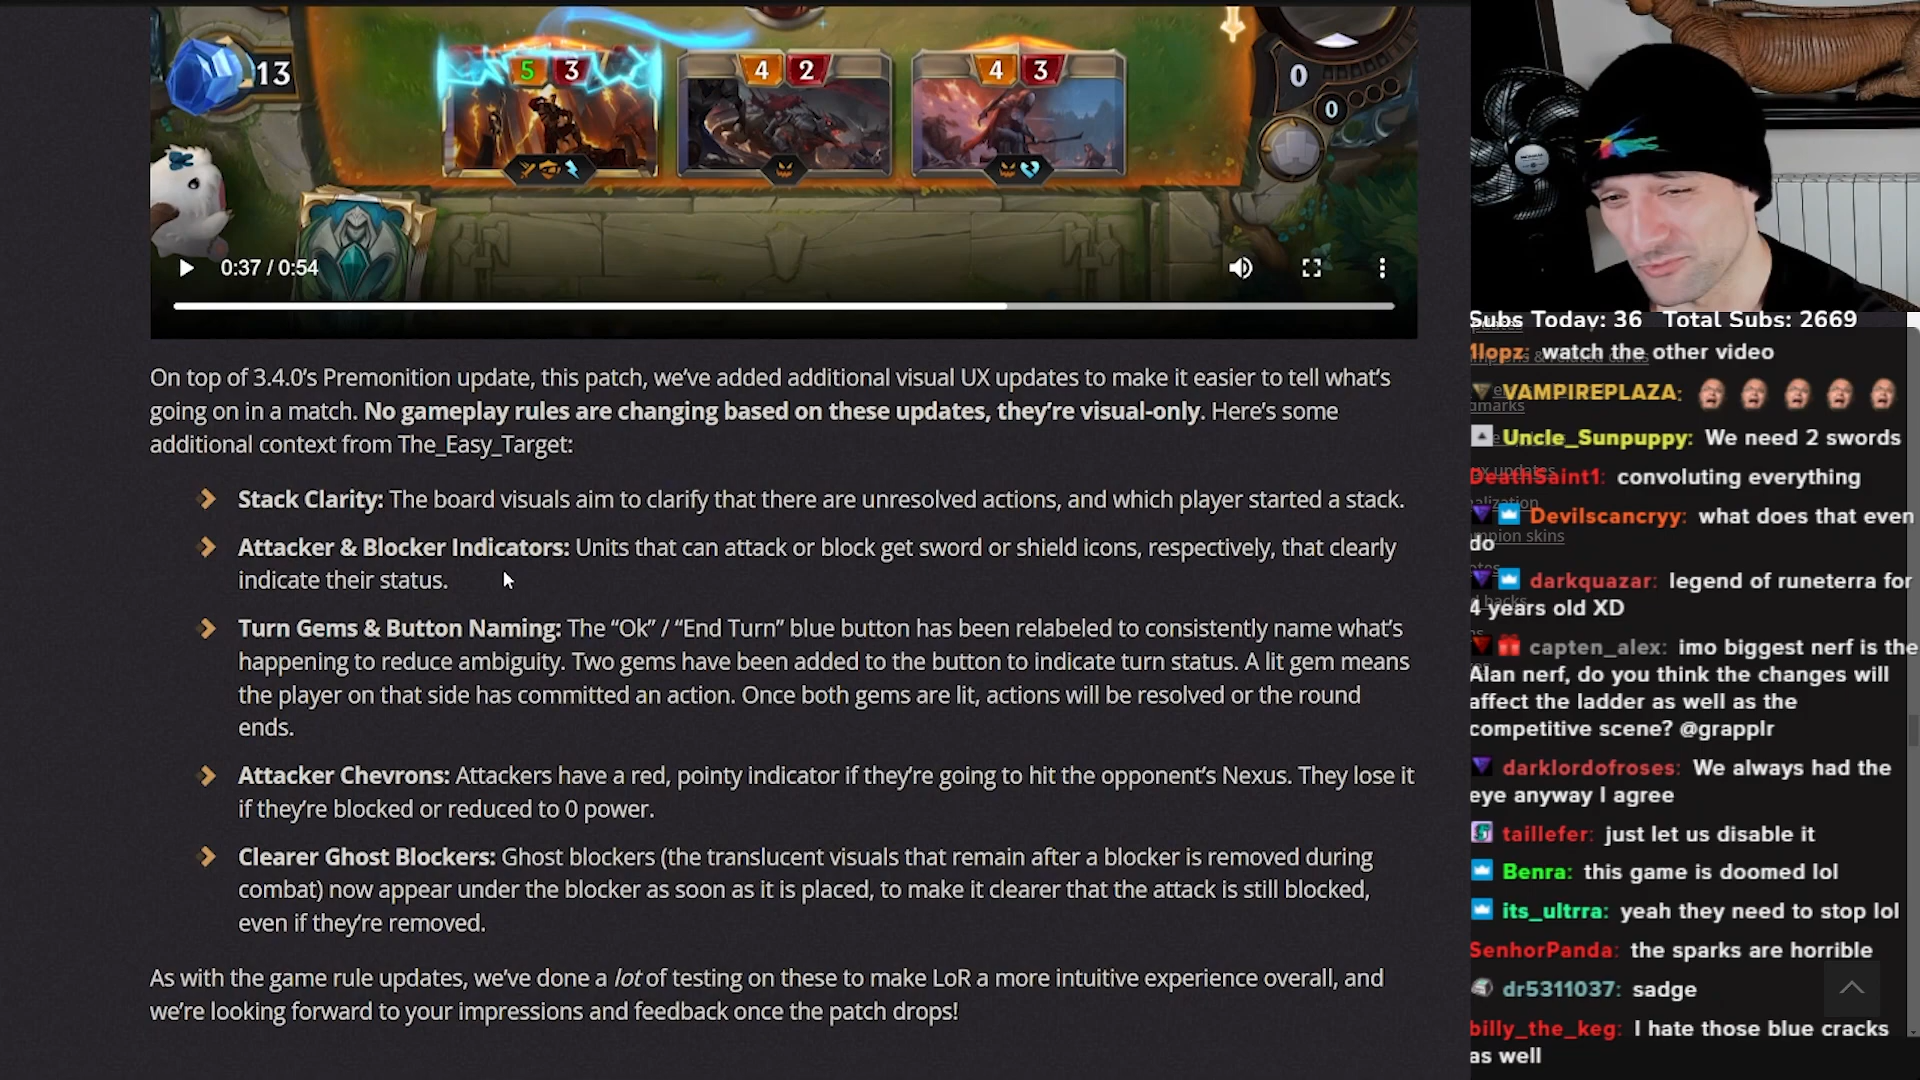 13
5 3
4 2
4 3
0
0
0:37 / 0:54
On top of 3.4.0's Premonition update, this patch, we've added additional visual UX updates to make it easier to tell what's
going on in a match. No gameplay rules are changing based on these updates, they're visual-only. Here's some
additional context from The_Easy_Target:
Stack Clarity: The board visuals aim to clarify that there are unresolved actions, and which player started a stack.
Attacker & Blocker Indicators: Units that can attack or block get sword or shield icons, respectively, that clearly
indicate their status.
Turn Gems & Button Naming: The “Ok” / “End Turn” blue button has been relabeled to consistently name what's
happening to reduce ambiguity. Two gems have been added to the button to indicate turn status. A lit gem means
the player on that side has committed an action. Once both gems are lit, actions will be resolved or the round
ends.
Attacker Chevrons: Attackers have a red, pointy indicator if they're going to hit the opponent's Nexus. They lose it
if they're blocked or reduced to 0 power.
Clearer Ghost Blockers: Ghost blockers (the translucent visuals that remain after a blocker is removed during
combat) now appear under the blocker as soon as it is placed, to make it clearer that the attack is still blocked,
even if they're removed.
As with the game rule updates, we've done a lot of testing on these to make LoR a more intuitive experience overall, and
we're looking forward to your impressions and feedback once the patch drops!
Subs Today: 36 Total Subs: 2669
watch the other video
VAMPIREPLAZA:
Uncle_Sunpuppy: We need 2 swords
DeathSaint1: convoluting everything
Devilscancryy: what does that even
do
darkquazar: legend of runeterra for
4 years old XD
capten_alex: imo biggest nerf is the
Alan nerf, do you think the changes will
affect the ladder as well as the
competitive scene? @grapplr
darklordofroses: We always had the
eye anyway I agree
taillefer: just let us disable it
Benra: this game is doomed lol
its_ultrra: yeah they need to stop lol
SenhorPanda: the sparks are horrible
dr5311037: sadge
billy_the_keg: I hate those blue cracks
as well